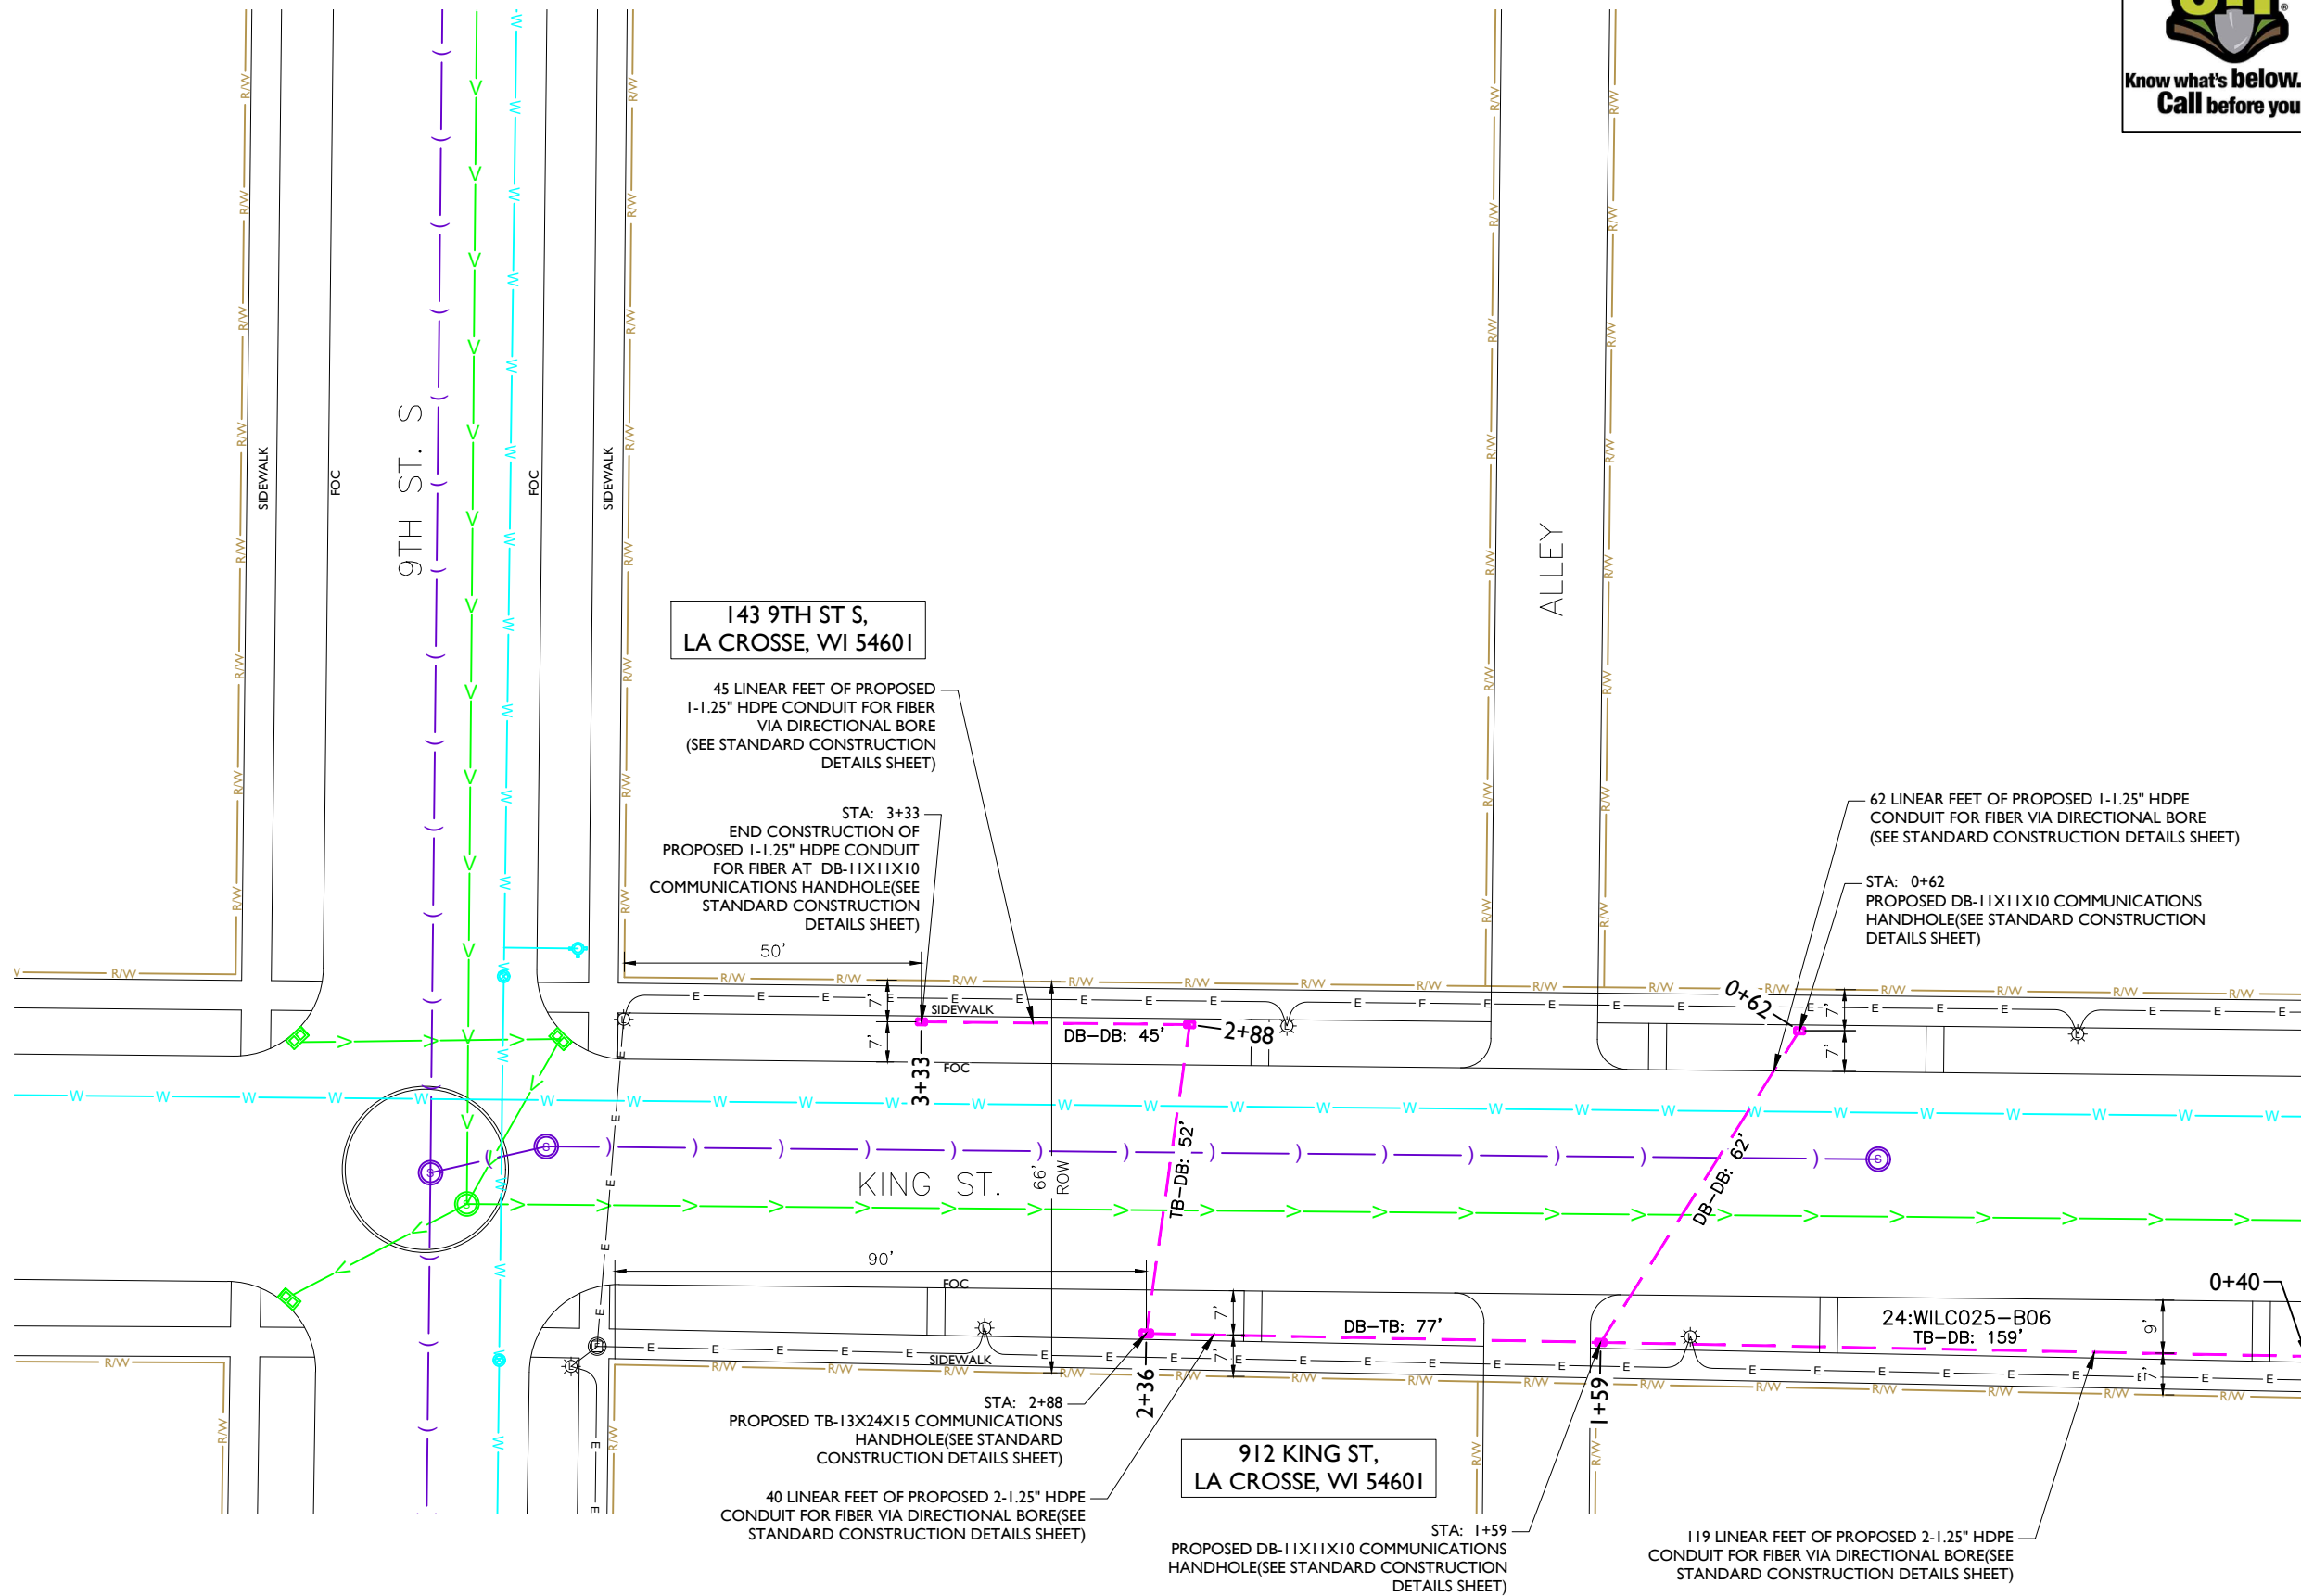 Know what's below.
Call before you
9TH ST. S
SIDEWALK
FOC
FOC
SIDEWALK
ALLEY
143 9TH ST S,
LA CROSSE, WI 54601
45 LINEAR FEET OF PROPOSED
1-1.25" HDPE CONDUIT FOR FIBER
VIA DIRECTIONAL BORE
(SEE STANDARD CONSTRUCTION
DETAILS SHEET)
STA: 3+33
END CONSTRUCTION OF
PROPOSED 1-1.25" HDPE CONDUIT
FOR FIBER AT DB-11X11X10
COMMUNICATIONS HANDHOLE(SEE
STANDARD CONSTRUCTION
DETAILS SHEET)
62 LINEAR FEET OF PROPOSED 1-1.25" HDPE
CONDUIT FOR FIBER VIA DIRECTIONAL BORE
(SEE STANDARD CONSTRUCTION DETAILS SHEET)
STA: 0+62
PROPOSED DB-11X11X10 COMMUNICATIONS
HANDHOLE(SEE STANDARD CONSTRUCTION
DETAILS SHEET)
50'
7'
7'
SIDEWALK
DB-DB: 45'
2+88
0+62
7'
7'
3+33
FOC
TB-DB: 52'
DB-DB: 62'
KING ST.
66'
ROW
90'
FOC
7'
7'
DB-TB: 77'
0+40
24:WILC025-B06
TB-DB: 159'
9'
7'
SIDEWALK
2+36
1+59
STA: 2+88
PROPOSED TB-13X24X15 COMMUNICATIONS
HANDHOLE(SEE STANDARD
CONSTRUCTION DETAILS SHEET)
912 KING ST,
LA CROSSE, WI 54601
40 LINEAR FEET OF PROPOSED 2-1.25" HDPE
CONDUIT FOR FIBER VIA DIRECTIONAL BORE(SEE
STANDARD CONSTRUCTION DETAILS SHEET)
STA: 1+59
PROPOSED DB-11X11X10 COMMUNICATIONS
HANDHOLE(SEE STANDARD CONSTRUCTION
DETAILS SHEET)
119 LINEAR FEET OF PROPOSED 2-1.25" HDPE
CONDUIT FOR FIBER VIA DIRECTIONAL BORE(SEE
STANDARD CONSTRUCTION DETAILS SHEET)